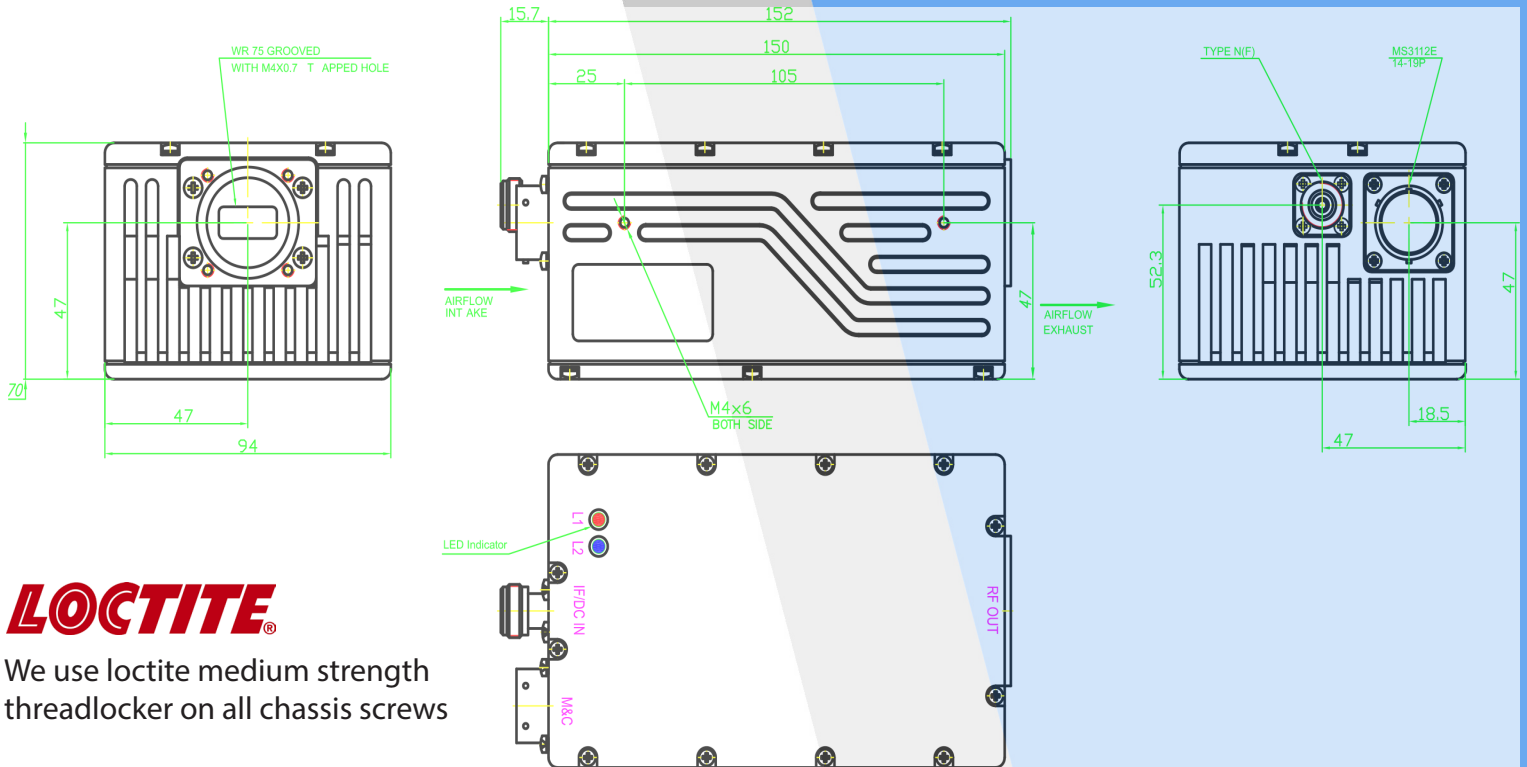 15.7
152
150
25
105
WR 75 GROOVED
WITH M4X0.7 T APPED HOLE
TYPE N(F)
MS3112E
14-19P
47
70
47
94
AIRFLOW
INT AKE
47
AIRFLOW
EXHAUST
M4x6
BOTH SIDE
52.3
47
18.5
47
LED Indicator
L1
L2
IF/DC IN
M&C
RF OUT
LOCTITE®
We use loctite medium strength
threadlocker on all chassis screws